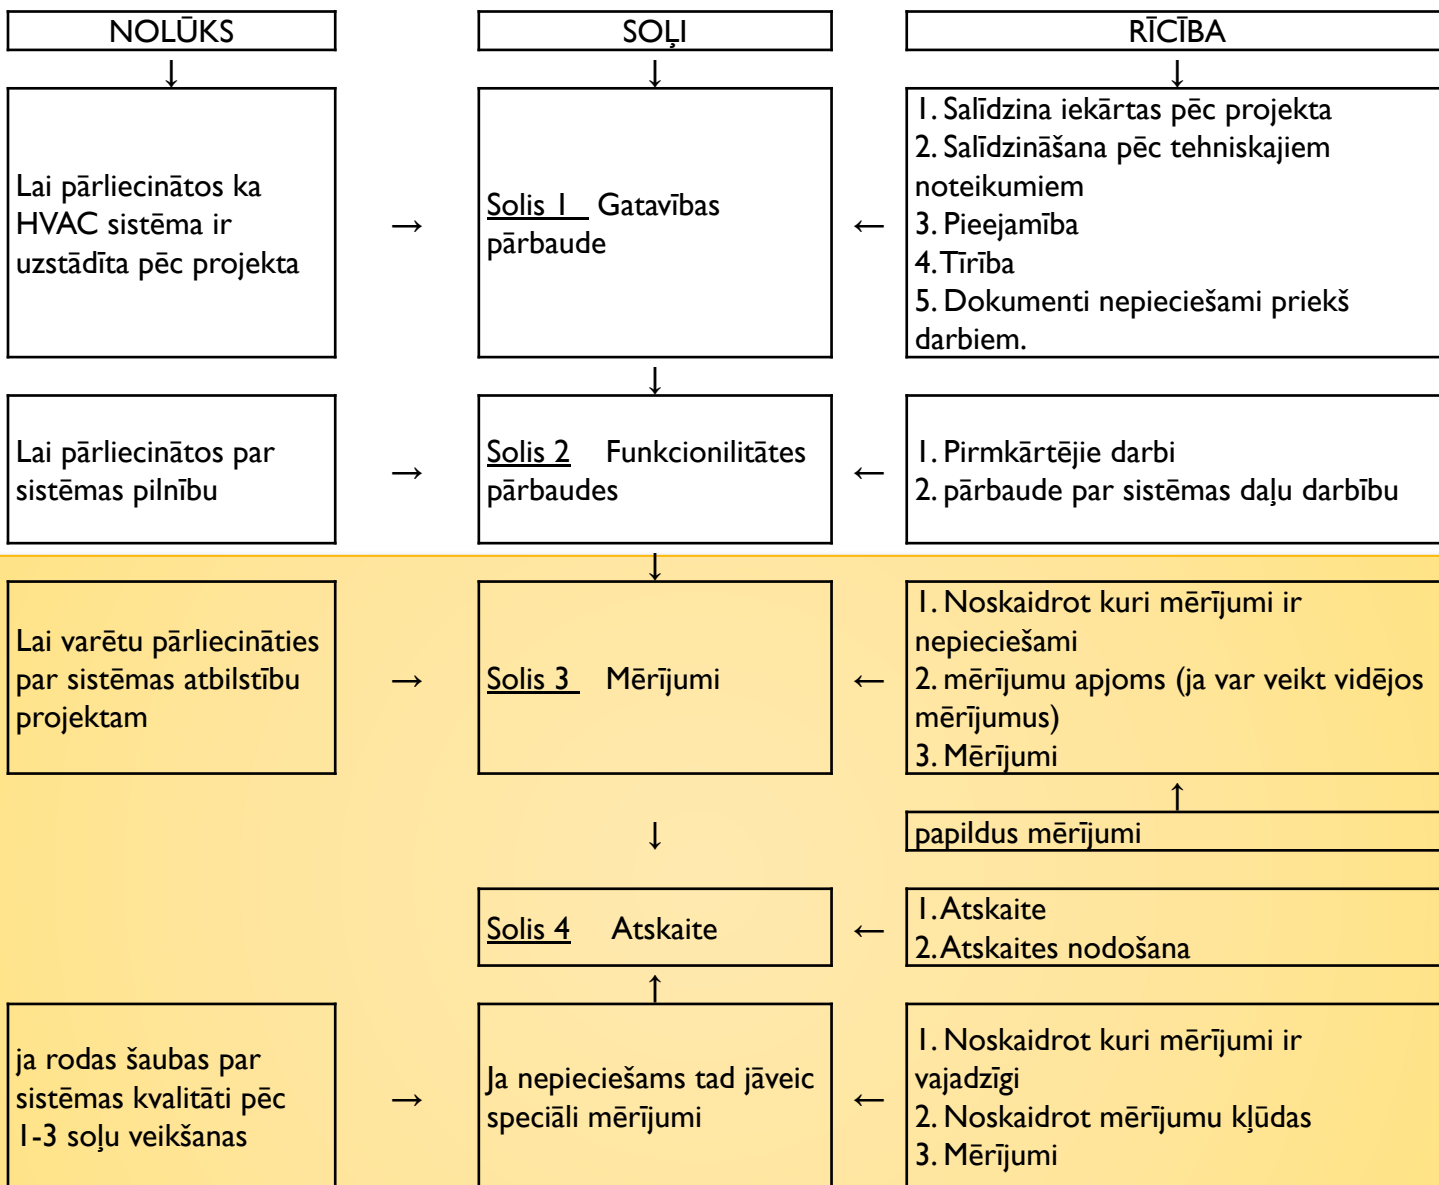 NOLŪKS
SOĻI
RĪCĪBA
↓
↓
↓
Lai pārliecinātos ka
HVAC sistēma ir
uzstādīta pēc projekta
→
Solis 1 Gatavības
pārbaude
←
1. Salīdzina iekārtas pēc projekta
2. Salīdzināšana pēc tehniskajiem
noteikumiem
3. Pieejamība
4. Tīrība
5. Dokumenti nepieciešami priekš
darbiem.
↓
Lai pārliecinātos par
sistēmas pilnību
→
Solis 2 Funkcionilitātes
pārbaudes
←
1. Pirmkārtējie darbi
2. pārbaude par sistēmas daļu darbību
↓
Lai varētu pārliecināties
par sistēmas atbilstību
projektam
→
Solis 3 Mērījumi
←
1. Noskaidrot kuri mērījumi ir
nepieciešami
2. mērījumu apjoms (ja var veikt vidējos
mērījumus)
3. Mērījumi
↑
↓
papildus mērījumi
Solis 4 Atskaite
←
1. Atskaite
2. Atskaites nodošana
↑
ja rodas šaubas par
sistēmas kvalitāti pēc
1-3 soļu veikšanas
→
Ja nepieciešams tad jāveic
speciāli mērījumi
←
1. Noskaidrot kuri mērījumi ir
vajadzīgi
2. Noskaidrot mērījumu kļūdas
3. Mērījumi